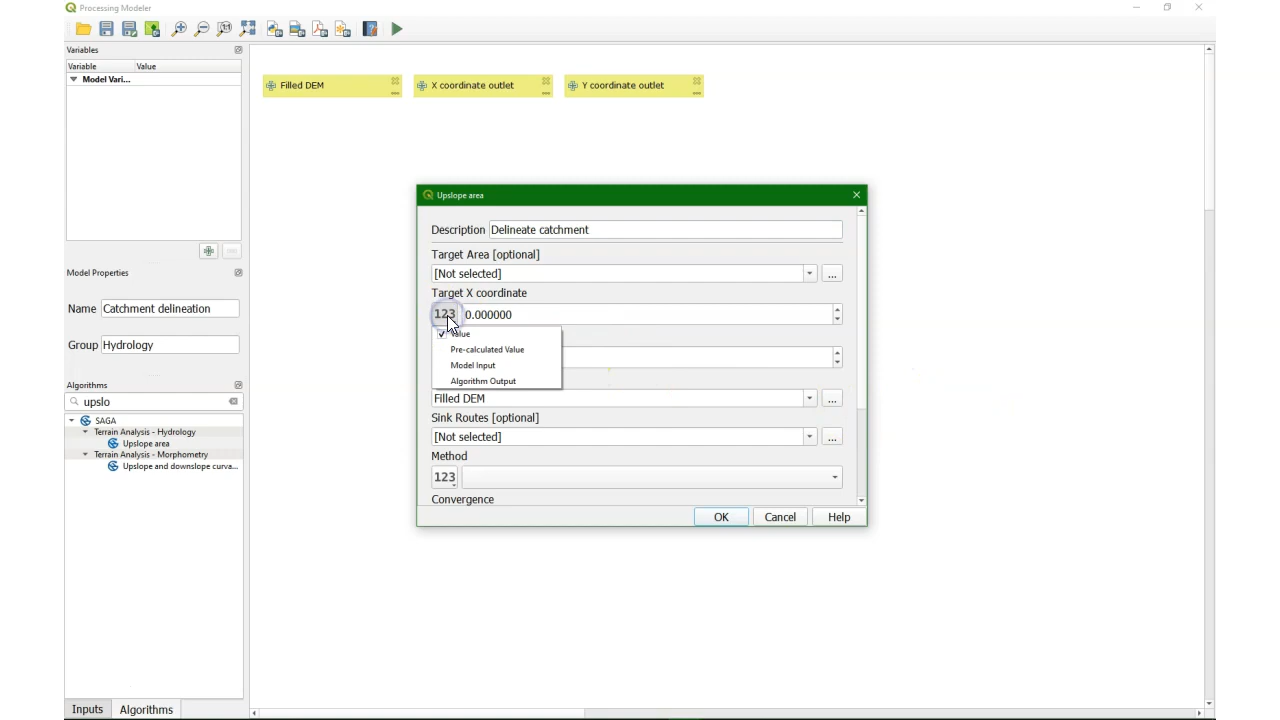 Processing Modeler
Variables
Variable Value
Model Vari...
Model Properties
Name Catchment delineation
Group Hydrology
Algorithms
upslo
SAGA
Terrain Analysis - Hydrology
Upslope area
Terrain Analysis - Morphometry
Upslope and downslope curva...
Inputs Algorithms
Filled DEM X coordinate outlet Y coordinate outlet
Upslope area
Description Delineate catchment
Target Area [optional]
[Not selected] ...
Target X coordinate
123 0.000000
Value
Pre-calculated Value
Model Input
Algorithm Output
Filled DEM ...
Sink Routes [optional]
[Not selected] ...
Method
123
Convergence
OK Cancel Help